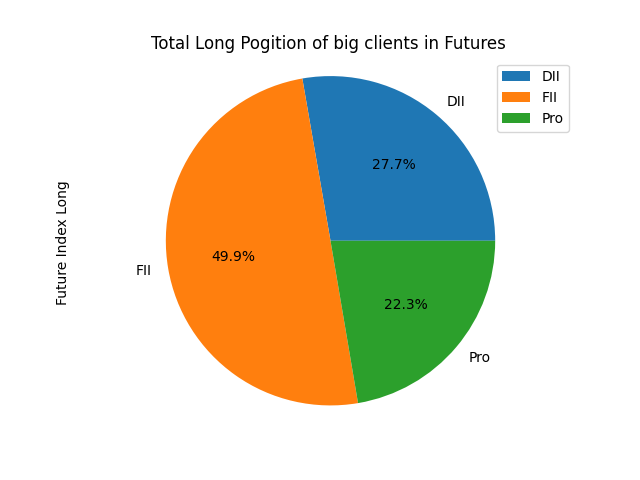 Total Long Pogition of big clients in Futures
DII
FII
Pro
DII
27.7%
Future Index Long
49.9%
FII
22.3%
Pro